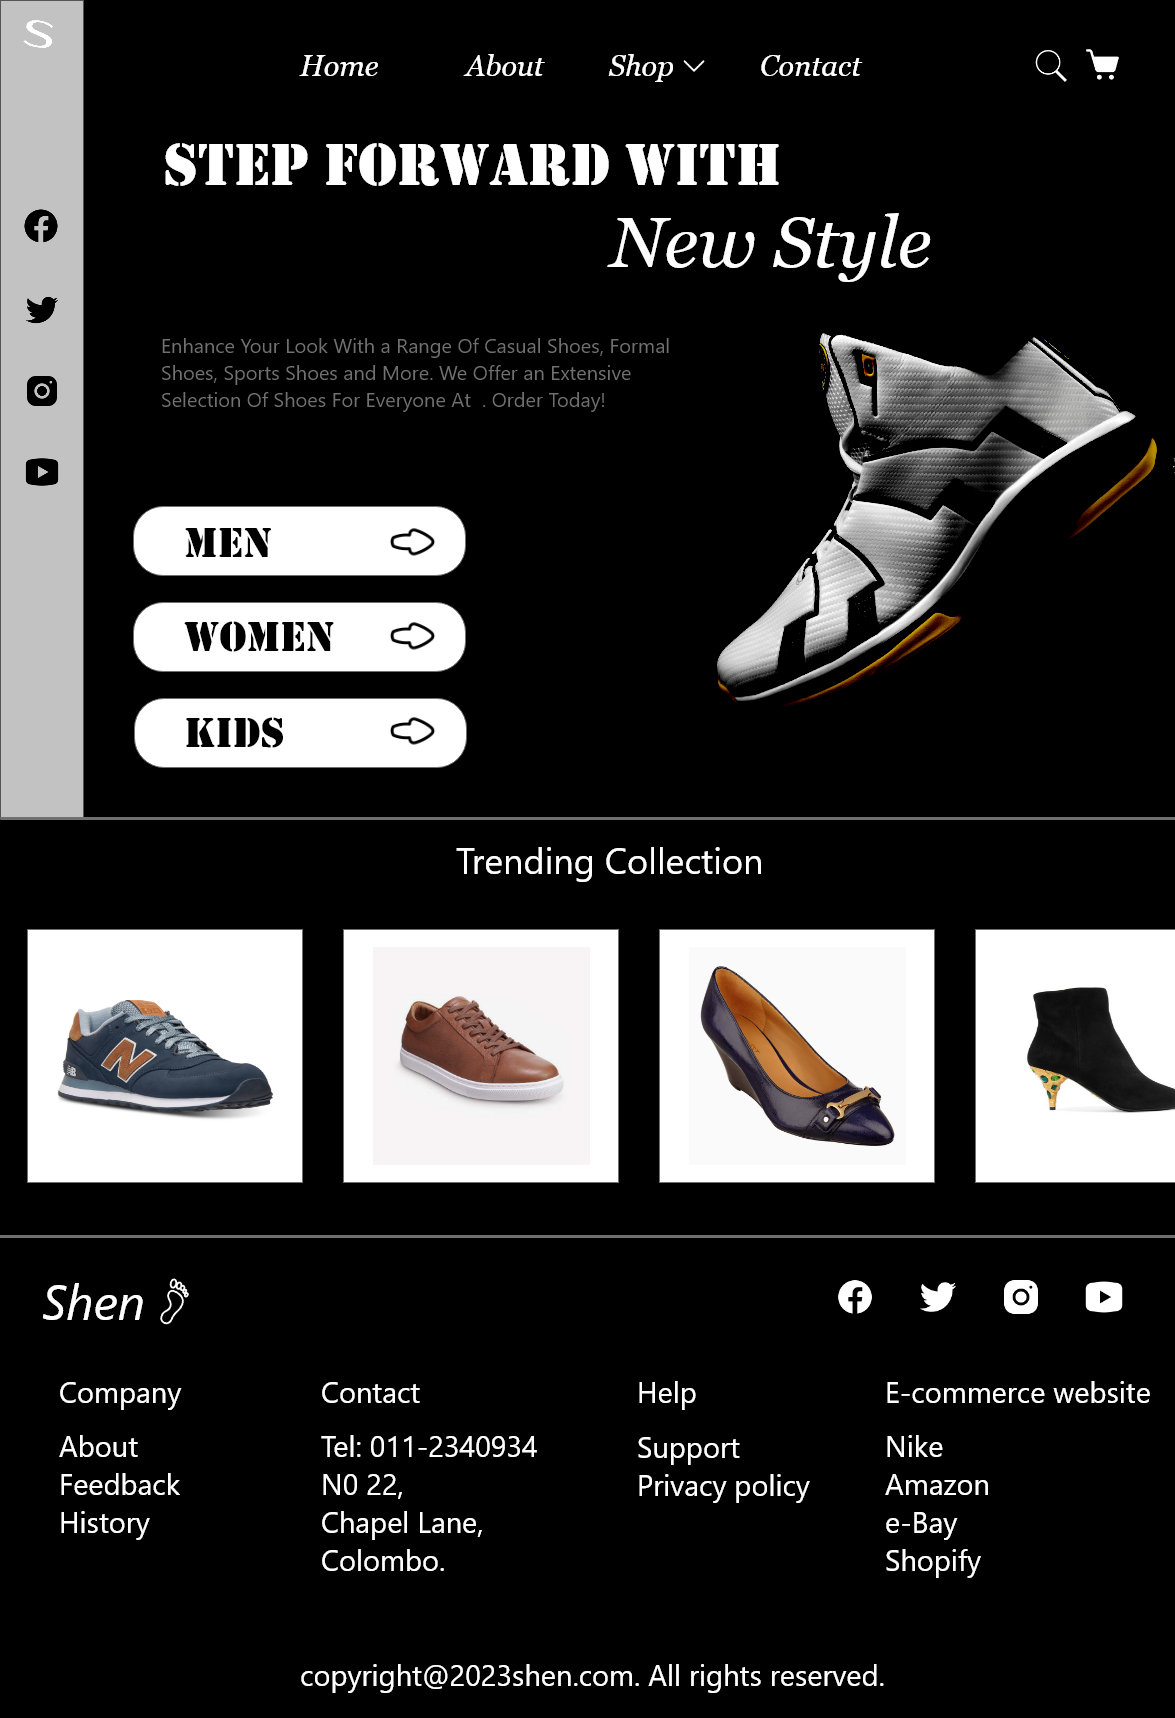 S
Home About Shop Contact
STEP FORWARD WITH
New Style
Enhance Your Look With a Range Of Casual Shoes, Formal
Shoes, Sports Shoes and More. We Offer an Extensive
Selection Of Shoes For Everyone At . Order Today!
MEN
WOMEN
KIDS
Trending Collection
N
NB
Shen
Company
About
Feedback
History
Contact
Tel: 011-2340934
N0 22,
Chapel Lane,
Colombo.
Help
Support
Privacy policy
E-commerce website
Nike
Amazon
e-Bay
Shopify
copyright@2023shen.com. All rights reserved.